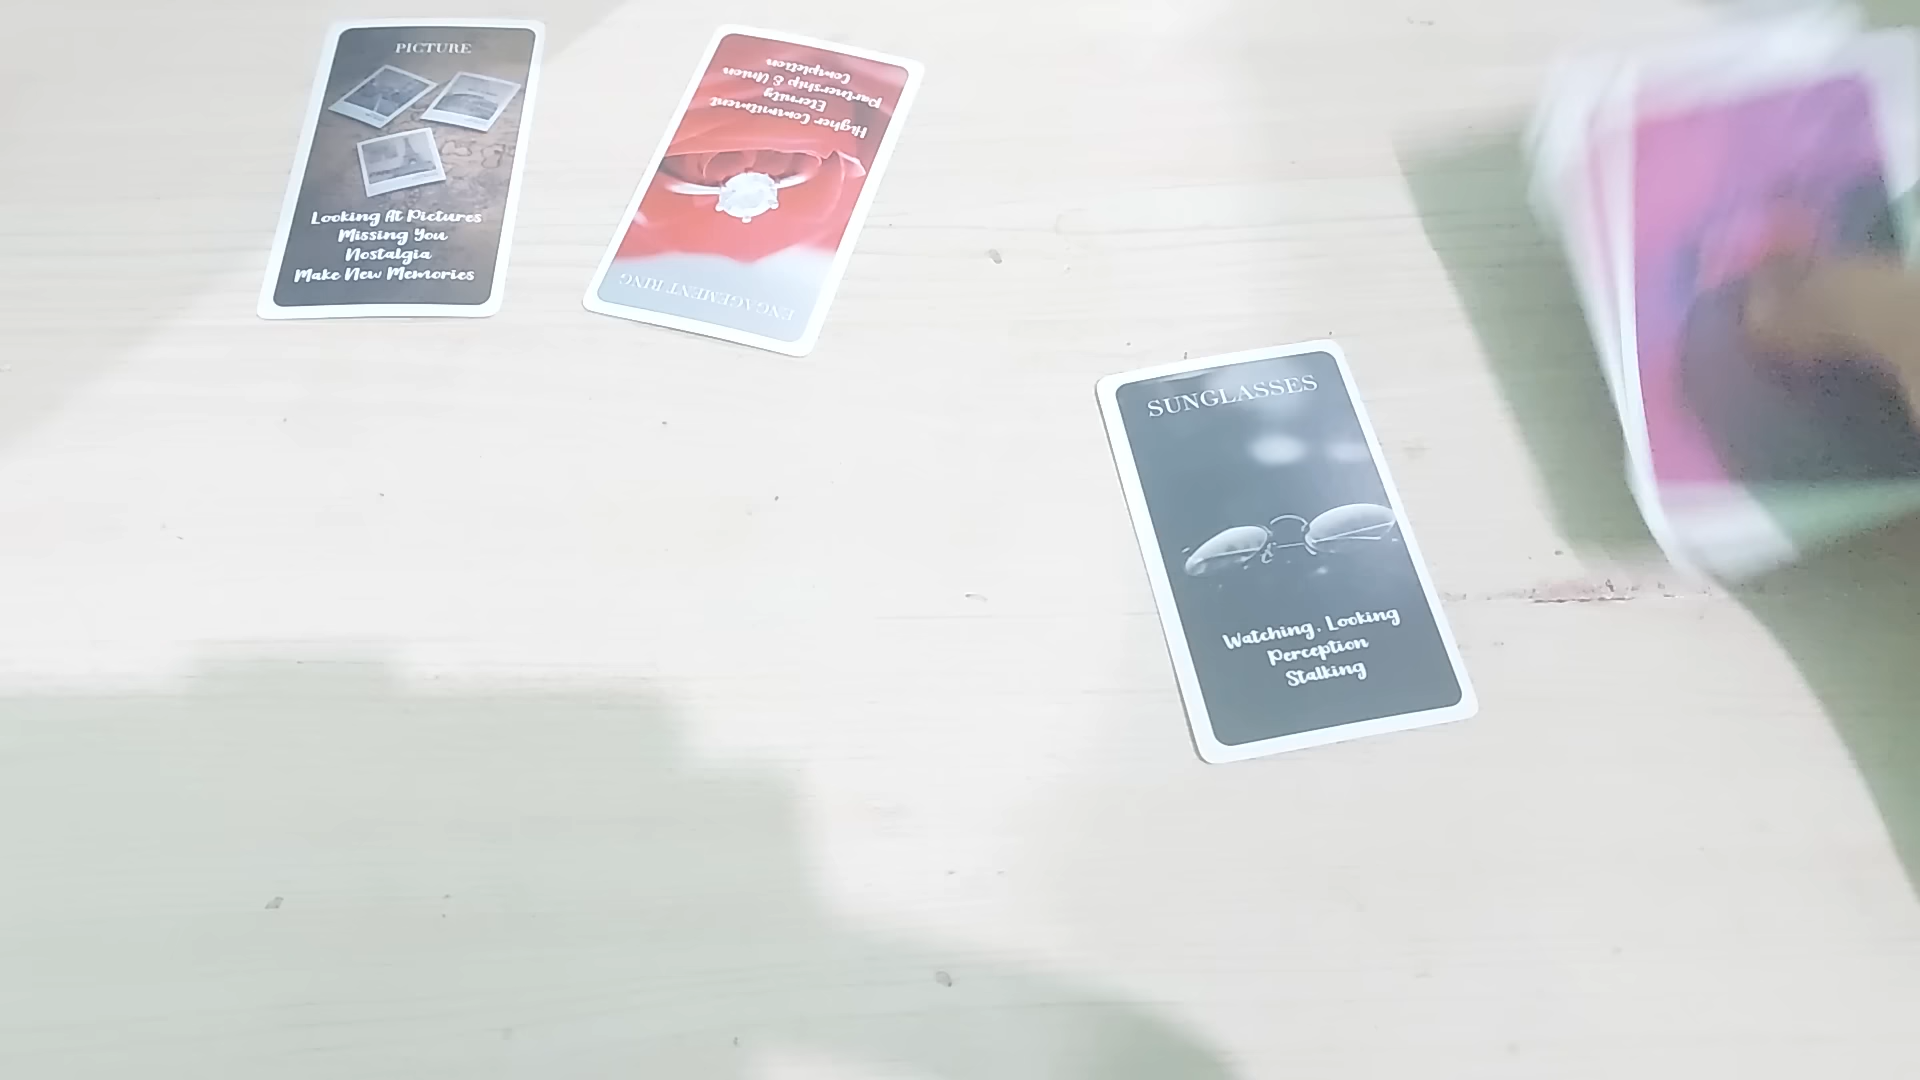 PICTURE
Looking At Pictures
Missing You
Nostalgia
Make New Memories
ENGAGEMENT RING
Higher Commitment
Eternity
Partnership & Union
Completion
SUNGLASSES
Watching, Looking
Perception
Stalking